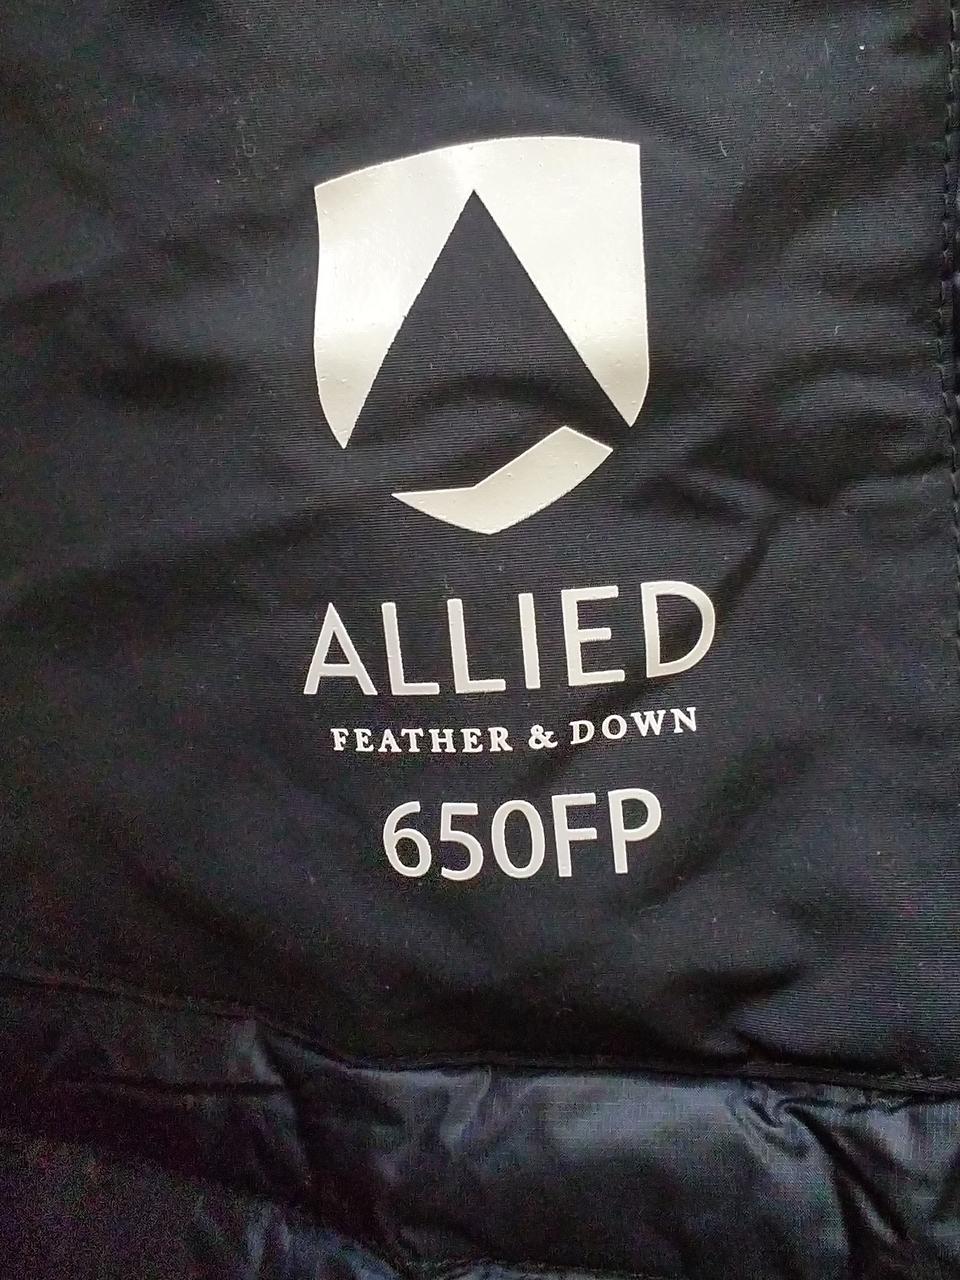 ALLIED
FEATHER & DOWN
650FP